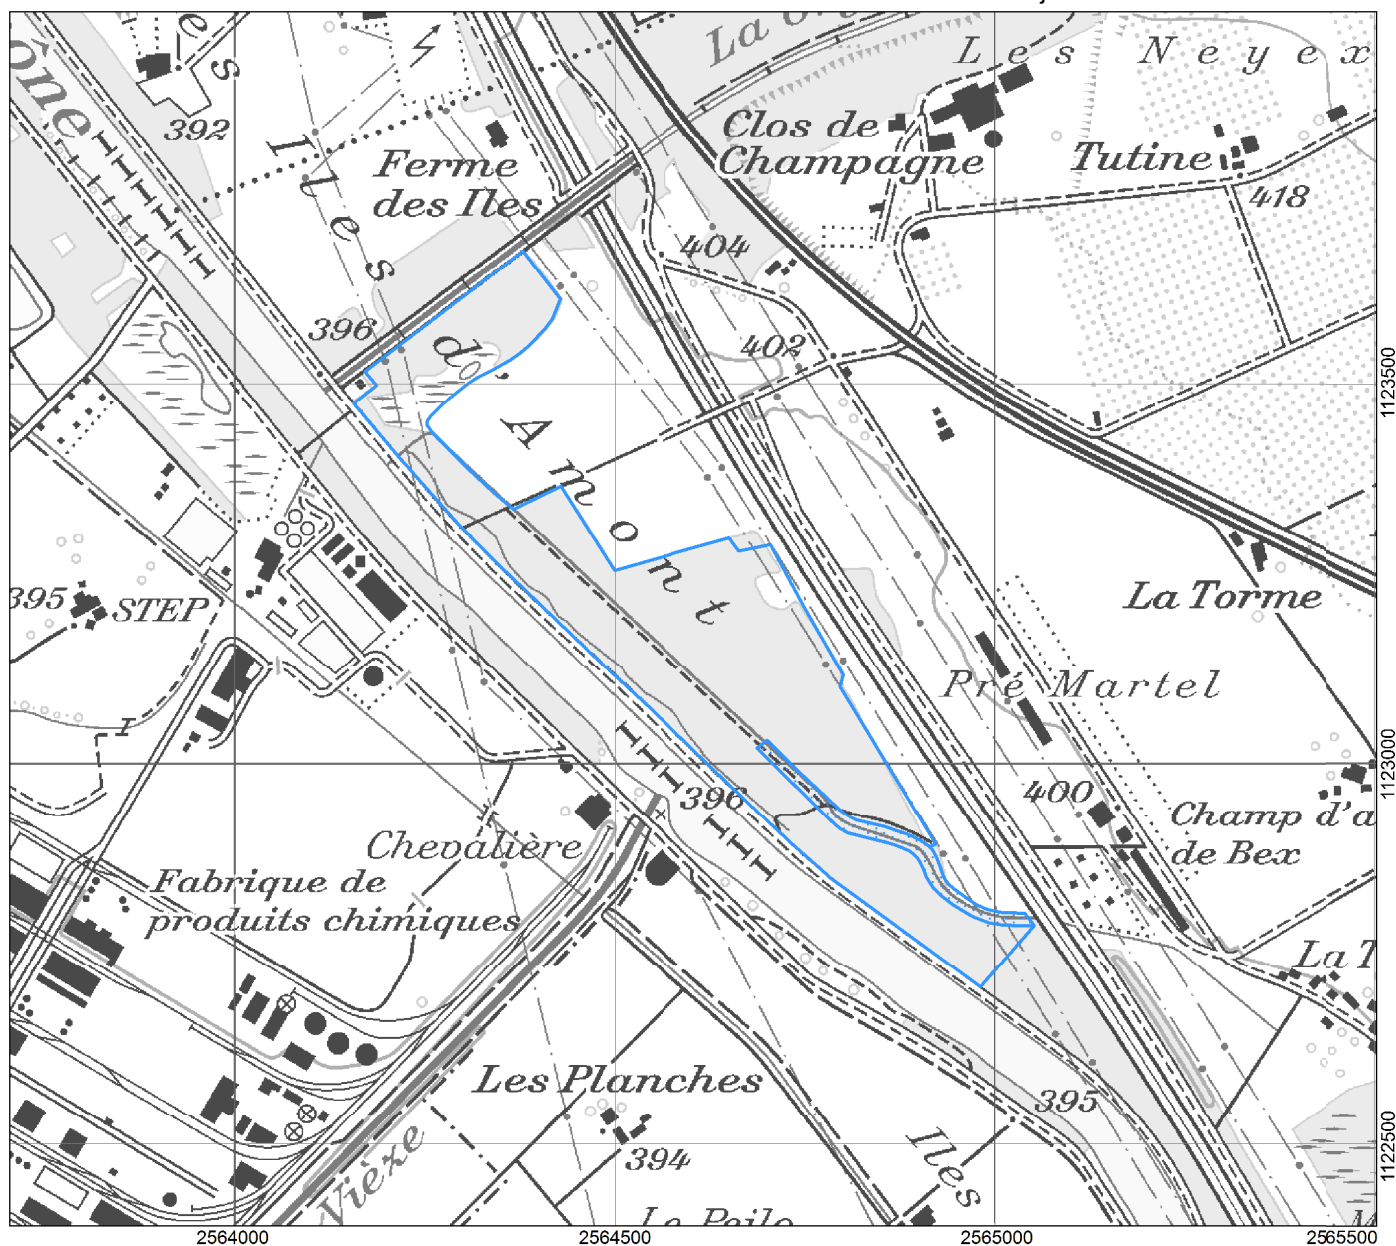 Les Neyex
392
Clos de
Champagne
Tutine
418
Ferme
des Iles
Iles d'Amont
404
396
402
1123500
395
STEP
La Torme
Pré Martel
1123000
396
400
Champ d'a
de Bex
Chevalière
Fabrique de
produits chimiques
La T
Les Planches
395
Iles
394
Vièze
1122500
2564000
2564500
2565000
2565500